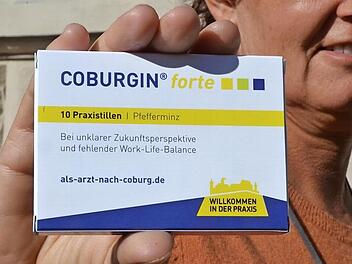 COBURGIN® forte
10 Praxistillen | Pfefferminz
Bei unklarer Zukunftsperspektive
und fehlender Work-Life-Balance
als-arzt-nach-coburg.de
WILLKOMMEN
IN DER PRAXIS